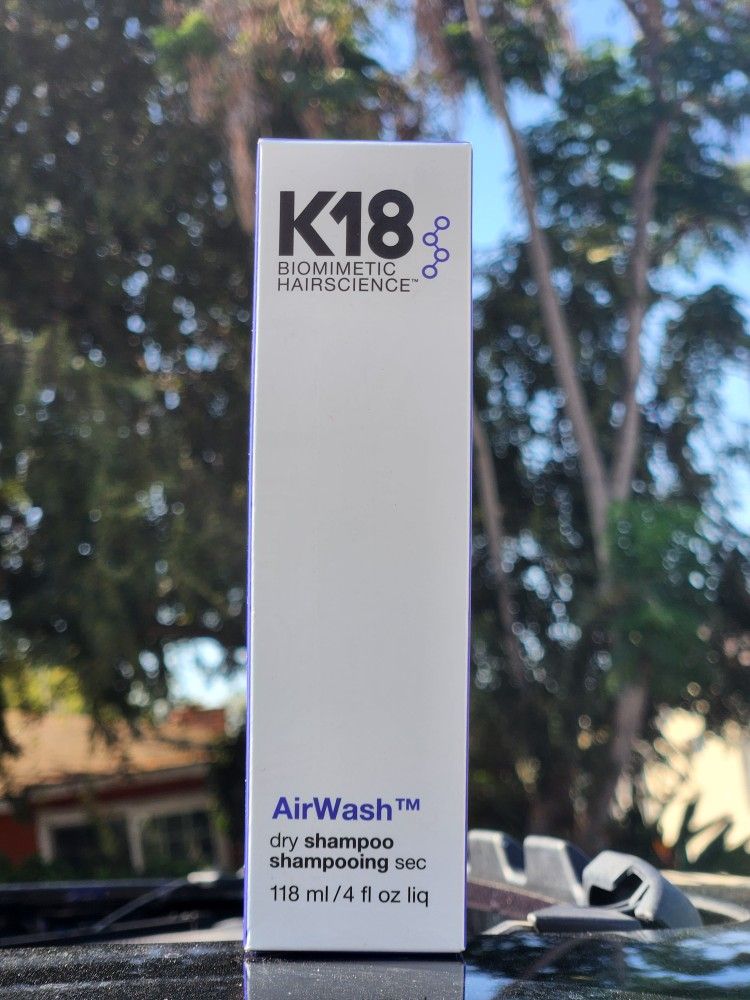 K18
BIOMIMETIC
HAIRSCIENCE™
AirWash™
dry shampoo
shampooing sec
118 ml/4 fl oz liq